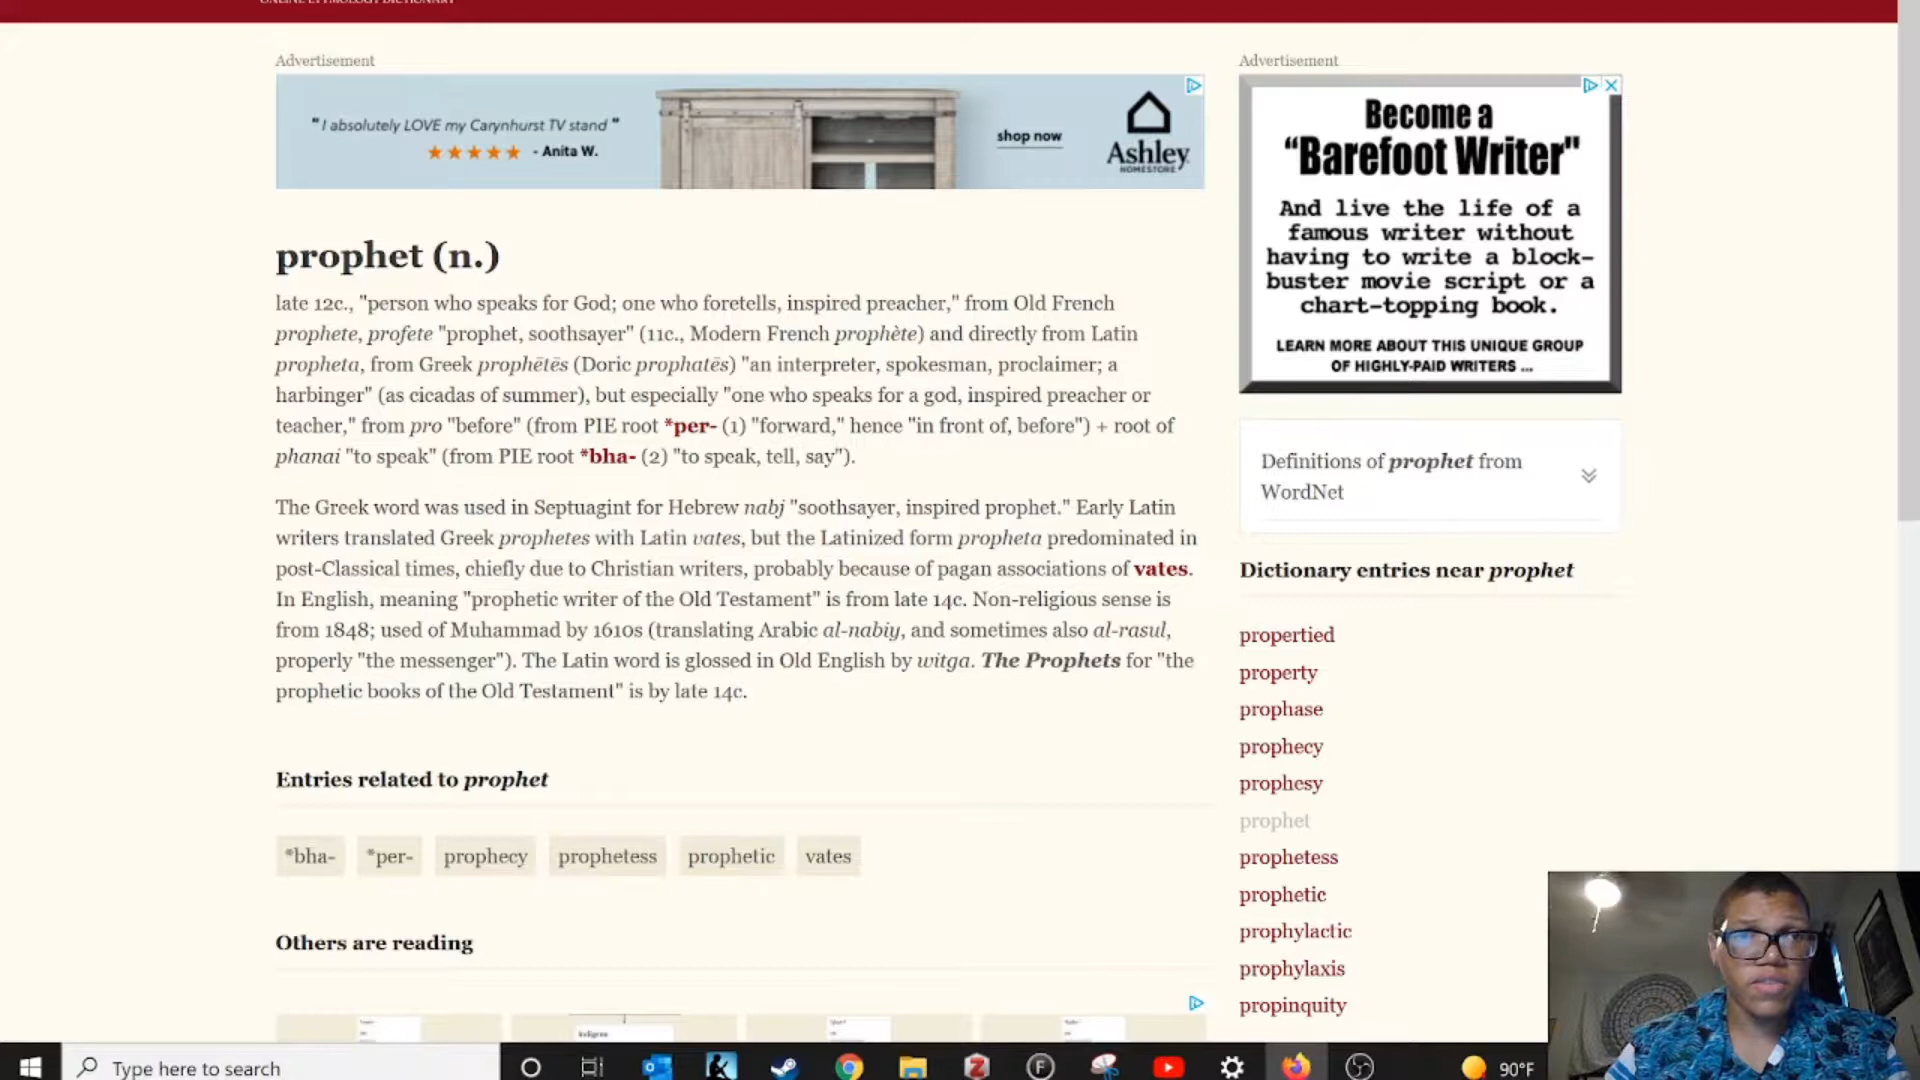 ONLINE ETYMOLOGY DICTIONARY
Advertisement
"I absolutely LOVE my Carynhurst TV stand"
- Anita W.
shop now
Ashley
HOMESTORE
prophet (n.)
late 12c., "person who speaks for God; one who foretells, inspired preacher," from Old French
prophete, profete "prophet, soothsayer" (11c., Modern French prophète) and directly from Latin
propheta, from Greek prophētēs (Doric prophatēs) "an interpreter, spokesman, proclaimer; a
harbinger" (as cicadas of summer), but especially "one who speaks for a god, inspired preacher or
teacher," from pro "before" (from PIE root *per- (1) "forward," hence "in front of, before") + root of
phanai "to speak" (from PIE root *bha- (2) "to speak, tell, say").
The Greek word was used in Septuagint for Hebrew nabj "soothsayer, inspired prophet." Early Latin
writers translated Greek prophetes with Latin vates, but the Latinized form propheta predominated in
post-Classical times, chiefly due to Christian writers, probably because of pagan associations of vates.
In English, meaning "prophetic writer of the Old Testament" is from late 14c. Non-religious sense is
from 1848; used of Muhammad by 1610s (translating Arabic al-nabiy, and sometimes also al-rasul,
properly "the messenger"). The Latin word is glossed in Old English by witga. The Prophets for "the
prophetic books of the Old Testament" is by late 14c.
Entries related to prophet
*bha- *per- prophecy prophetess prophetic vates
Others are reading
Advertisement
Become a
"Barefoot Writer"
And live the life of a
famous writer without
having to write a block-
buster movie script or a
chart-topping book.
LEARN MORE ABOUT THIS UNIQUE GROUP
OF HIGHLY-PAID WRITERS ...
Definitions of prophet from
WordNet
Dictionary entries near prophet
propertied
property
prophase
prophecy
prophesy
prophet
prophetess
prophetic
prophylactic
prophylaxis
propinquity
Type here to search
90°F